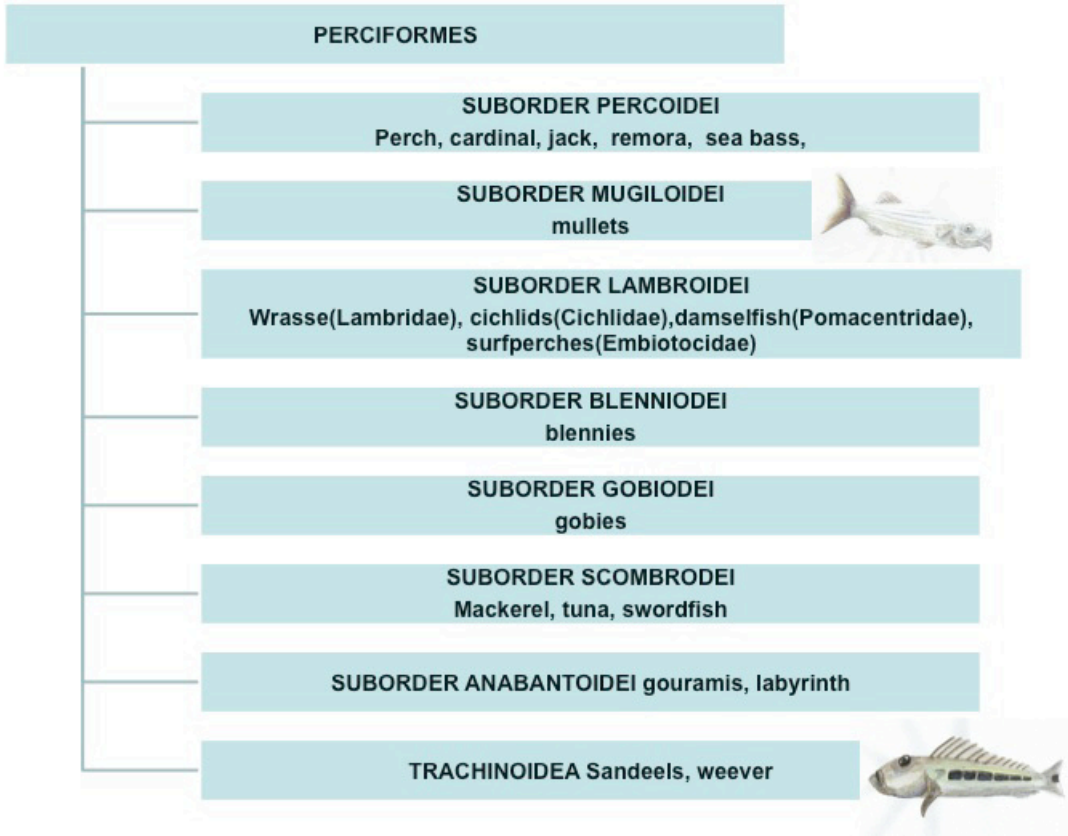 PERCIFORMES
SUBORDER PERCOIDEI
Perch, cardinal, jack, remora, sea bass,
SUBORDER MUGILOIDEI
mullets
SUBORDER LAMBROIDEI
Wrasse(Lambridae), cichlids(Cichlidae),damselfish(Pomacentridae),
surfperches(Embiotocidae)
SUBORDER BLENNIODEI
blennies
SUBORDER GOBIODEI
gobies
SUBORDER SCOMBRODEI
Mackerel, tuna, swordfish
SUBORDER ANABANTOIDEI gouramis, labyrinth
TRACHINOIDEA Sandeels, weever